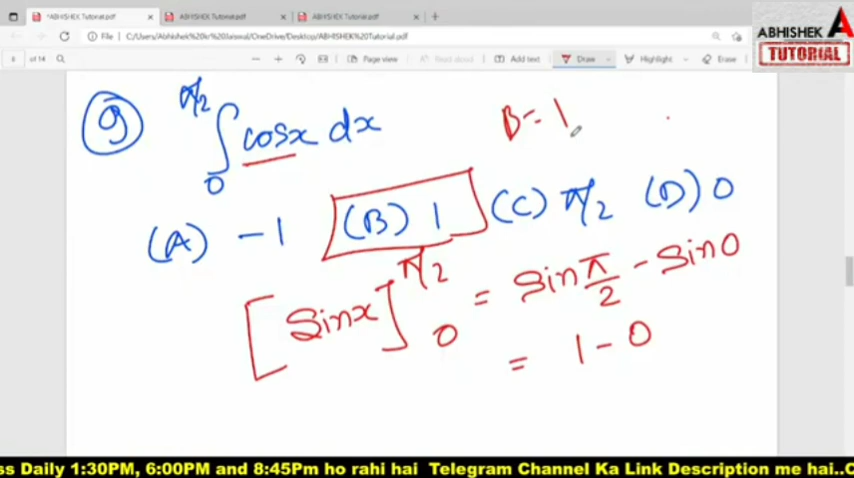 *ABHISHEK Tutorial.pdf
ABHISHEK Tutorial.pdf
ABHISHEK Tutorial.pdf
File C:/Users/Abhishek%20kr%20Jaiswal/OneDrive/Desktop/ABHISHEK%20Tutorial.pdf
of 14 Page view Read aloud Add text Draw Highlight Erase
ABHISHEK A
TUTORIAL
9 ∫₀^π/2 cosx dx
B = 1
(A) -1 (B) 1 (C) π/2 (D) 0
[Sinx]₀^π/2 = Sin π/2 - Sin 0
= 1 - 0
ss Daily 1:30PM, 6:00PM and 8:45Pm ho rahi hai Telegram Channel Ka Link Description me hai..